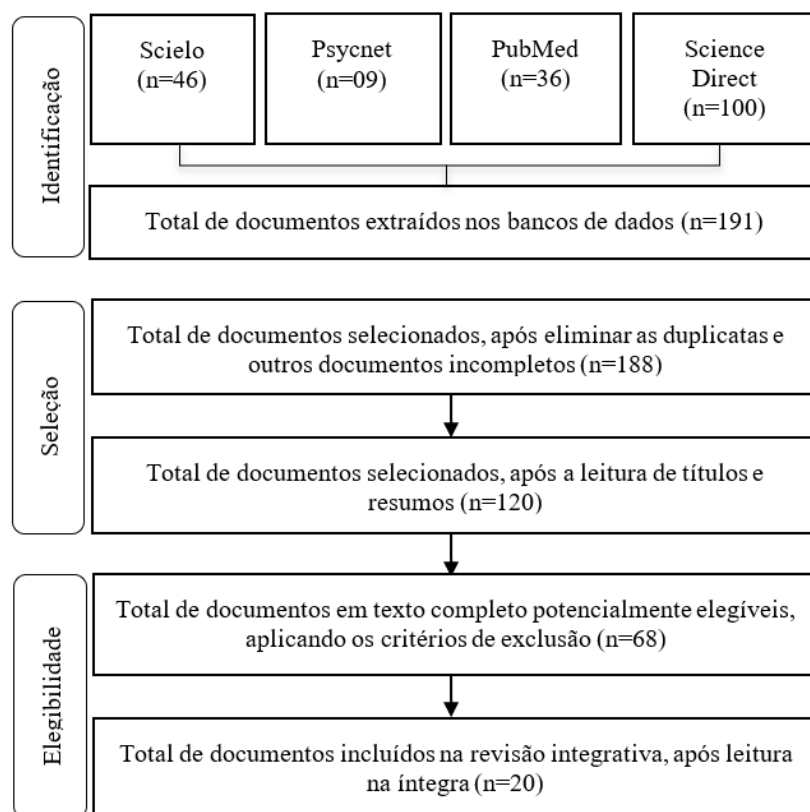 Identificação
Scielo
(n=46)
Psycnet
(n=09)
PubMed
(n=36)
Science
Direct
(n=100)
Total de documentos extraídos nos bancos de dados (n=191)
Seleção
Total de documentos selecionados, após eliminar as duplicatas e
outros documentos incompletos (n=188)
Total de documentos selecionados, após a leitura de títulos e
resumos (n=120)
Elegibilidade
Total de documentos em texto completo potencialmente elegíveis,
aplicando os critérios de exclusão (n=68)
Total de documentos incluídos na revisão integrativa, após leitura
na íntegra (n=20)